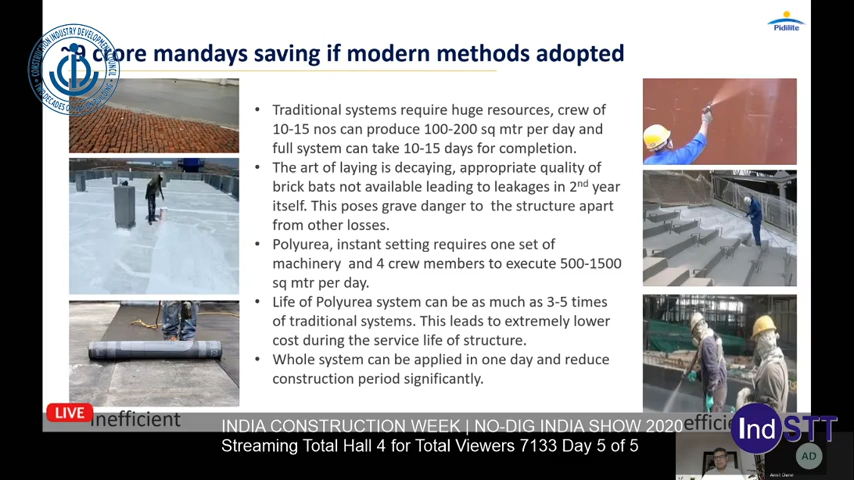 Pidilite
~9 crore mandays saving if modern methods adopted
• Traditional systems require huge resources, crew of
10-15 nos can produce 100-200 sq mtr per day and
full system can take 10-15 days for completion.
• The art of laying is decaying, appropriate quality of
brick bats not available leading to leakages in 2nd year
itself. This poses grave danger to the structure apart
from other losses.
• Polyurea, instant setting requires one set of
machinery and 4 crew members to execute 500-1500
sq mtr per day.
• Life of Polyurea system can be as much as 3-5 times
of traditional systems. This leads to extremely lower
cost during the service life of structure.
• Whole system can be applied in one day and reduce
construction period significantly.
CONSTRUCTION INDUSTRY DEVELOPMENT COUNCIL
LIVE
Inefficient
INDIA CONSTRUCTION WEEK | NO-DIG INDIA SHOW 2020
Streaming Total Hall 4 for Total Viewers 7133 Day 5 of 5
IndSTT
AD